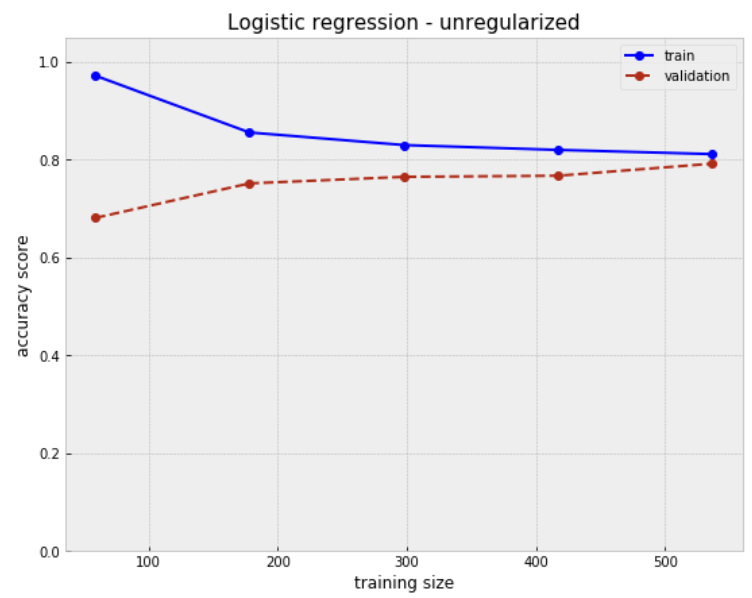 Logistic regression - unregularized
train
validation
1.0
0.8
0.6
0.4
0.2
0.0
accuracy score
100 200 300 400 500
training size